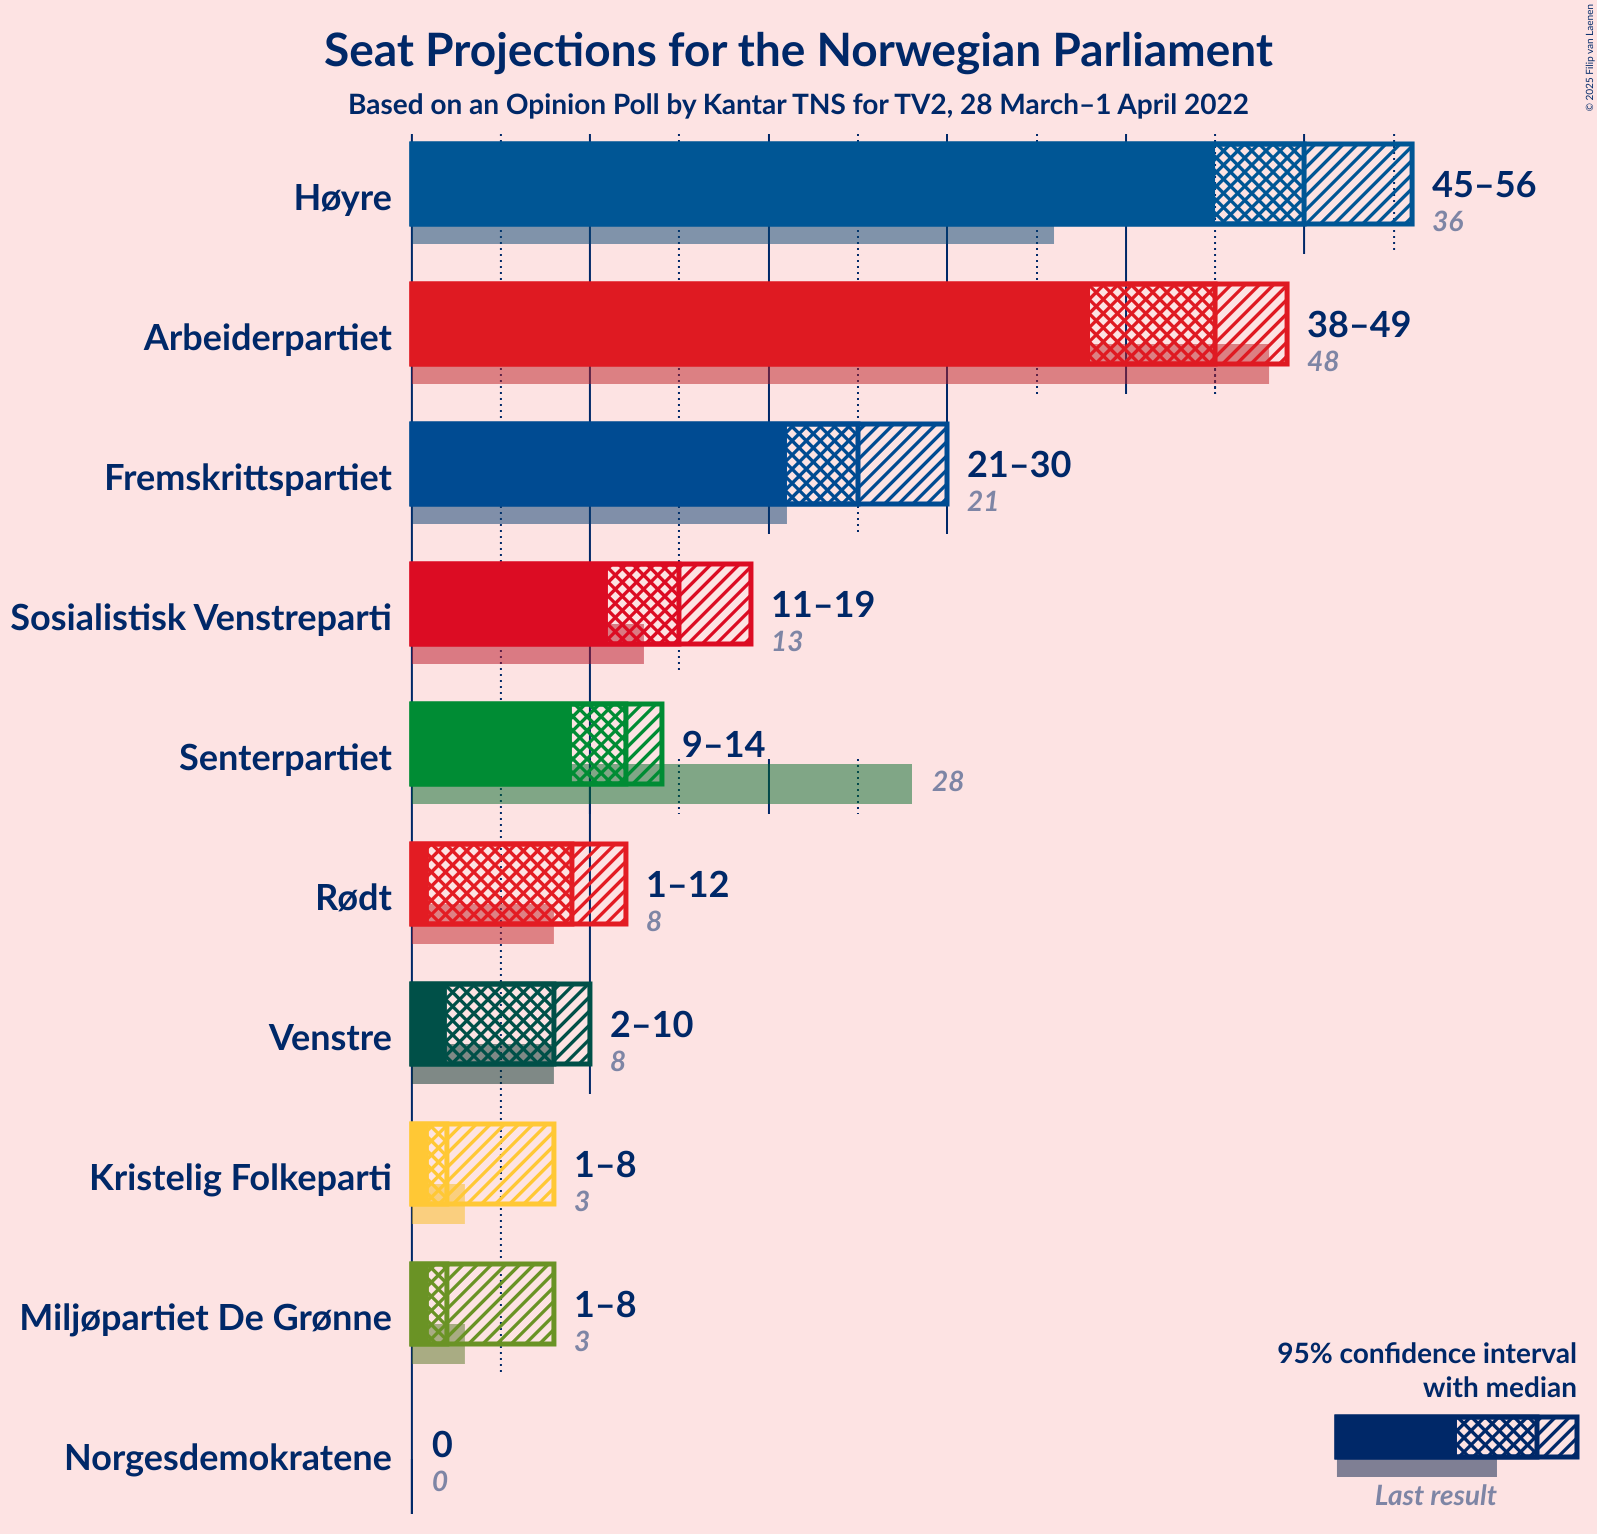 Seat Projections for the Norwegian Parliament
Based on an Opinion Poll by Kantar TNS for TV2, 28 March–1 April 2022
© 2025 Filip van Laenen
Høyre
45–56
36
Arbeiderpartiet
38–49
48
Fremskrittspartiet
21–30
21
Sosialistisk Venstreparti
11–19
13
Senterpartiet
9–14
28
Rødt
1–12
8
Venstre
2–10
8
Kristelig Folkeparti
1–8
3
Miljøpartiet De Grønne
1–8
3
Norgesdemokratene
0
0
95% confidence interval
with median
Last result